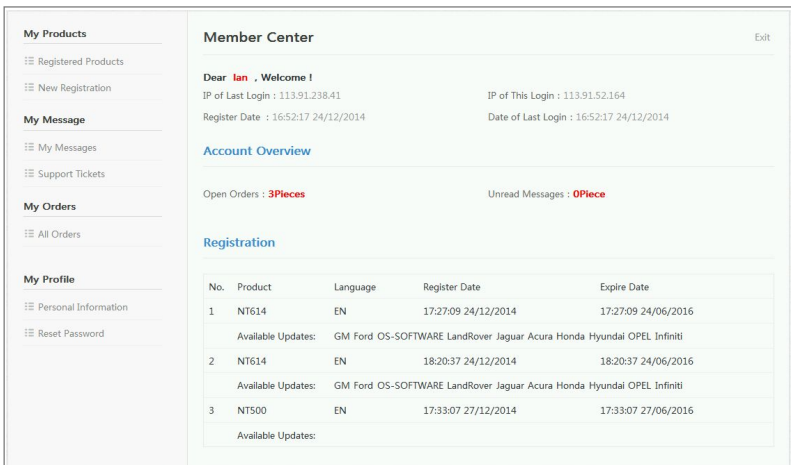 My Products
Registered Products
New Registration
My Message
My Messages
Support Tickets
My Orders
All Orders
My Profile
Personal Information
Reset Password
Member Center Exit
Dear Ian , Welcome !
IP of Last Login : 113.91.238.41 IP of This Login : 113.91.52.164
Register Date : 16:52:17 24/12/2014 Date of Last Login : 16:52:17 24/12/2014
Account Overview
Open Orders : 3Pieces Unread Messages : 0Piece
Registration
No. Product Language Register Date Expire Date
1 NT614 EN 17:27:09 24/12/2014 17:27:09 24/06/2016
Available Updates: GM Ford OS-SOFTWARE LandRover Jaguar Acura Honda Hyundai OPEL Infiniti
2 NT614 EN 18:20:37 24/12/2014 18:20:37 24/06/2016
Available Updates: GM Ford OS-SOFTWARE LandRover Jaguar Acura Honda Hyundai OPEL Infiniti
3 NT500 EN 17:33:07 27/12/2014 17:33:07 27/06/2016
Available Updates: